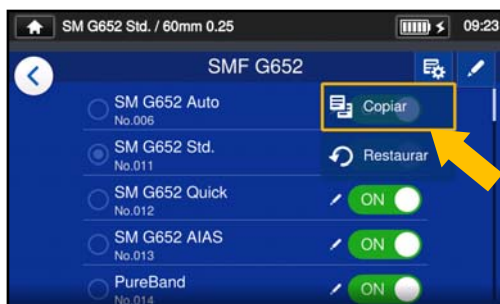 SM G652 Std. / 60mm 0.25
09:23
SMF G652
SM G652 Auto
No.006
Copiar
SM G652 Std.
No.011
Restaurar
SM G652 Quick
No.012
ON
SM G652 AIAS
No.013
ON
PureBand
No.014
ON